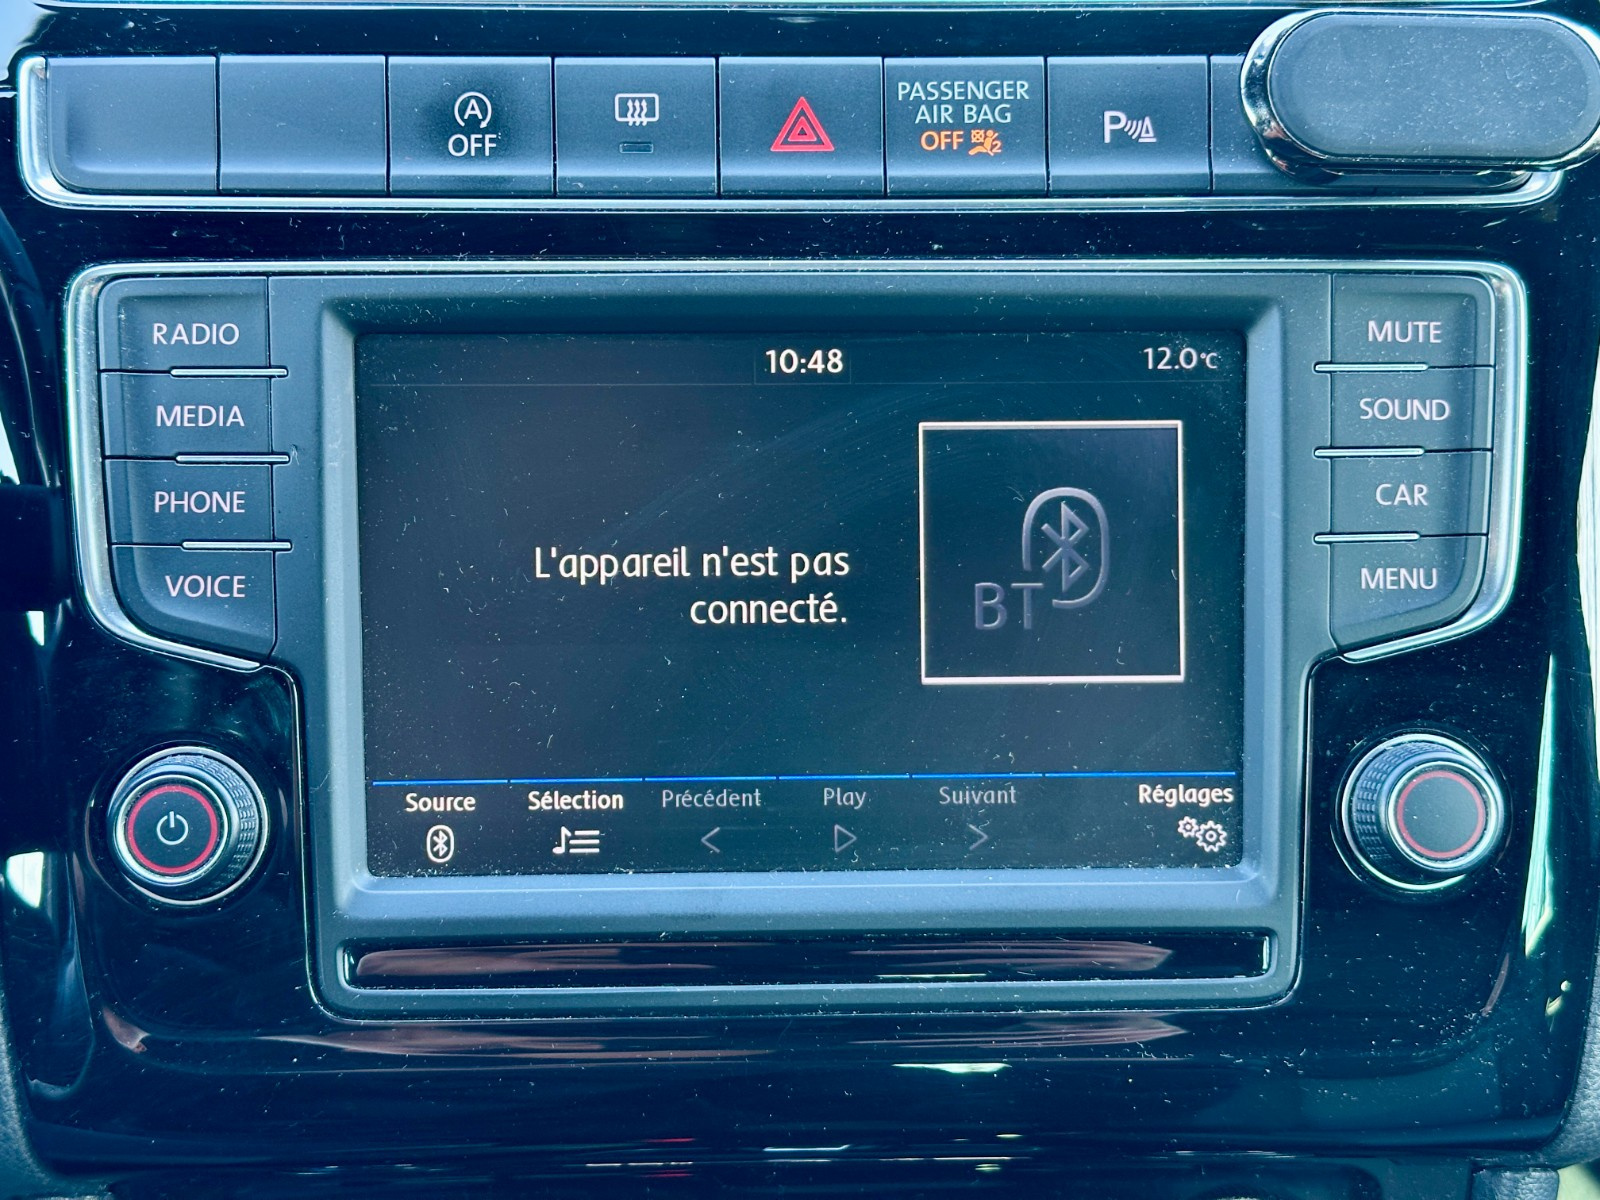 A
OFF
PASSENGER
AIR BAG
OFF 2
P
RADIO
MEDIA
PHONE
VOICE
10:48
12.0°C
L'appareil n'est pas
connecté.
BT
Source
Sélection
Précédent
Play
Suivant
Réglages
MUTE
SOUND
CAR
MENU